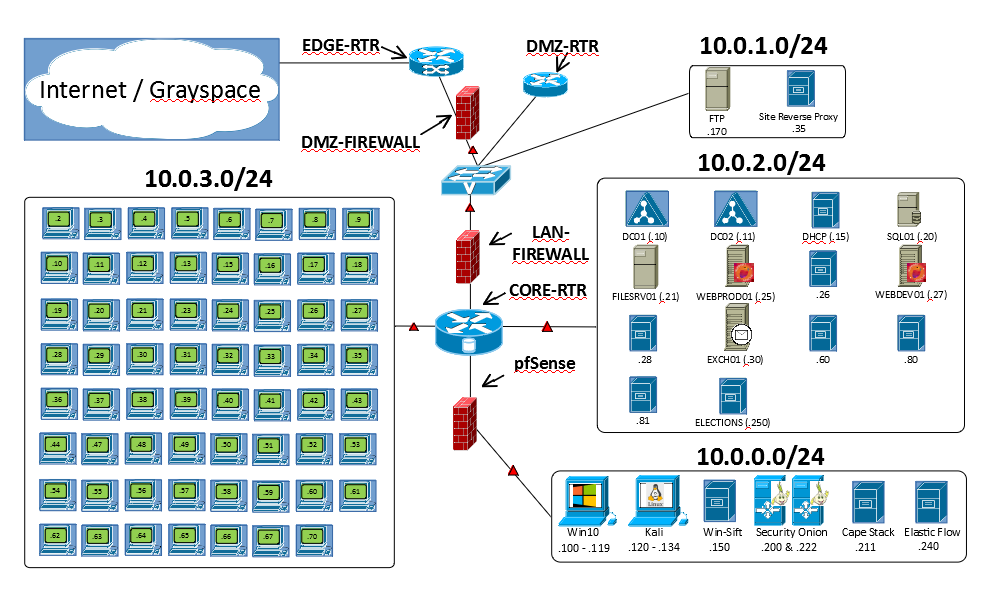 EDGE-RTR
DMZ-RTR
10.0.1.0/24
Internet / Grayspace
FTP
.170
Site Reverse Proxy
.35
DMZ-FIREWALL
10.0.3.0/24
10.0.2.0/24
.2 .3 .4 .5 .6 .7 .8 .9
.10 .11 .12 .13 .15 .16 .17 .18
.19 .20 .21 .23 .24 .25 .26 .27
.28 .29 .30 .31 .32 .33 .34 .35
.36 .37 .38 .39 .40 .41 .42 .43
.44 .47 .48 .49 .50 .51 .52 .53
.54 .55 .56 .57 .58 .59 .60 .61
.62 .63 .64 .65 .66 .67 .70
LAN-
FIREWALL
CORE-RTR
pfSense
DC01 (.10) DC02 (.11) DHCP (.15) SQL01 (.20)
FILESRV01 (.21) WEBPROD01 (.25) .26 WEBDEV01 (.27)
.28 EXCH01 (.30) .60 .80
.81 ELECTIONS (.250)
10.0.0.0/24
Linux
Win10 Kali Win-Sift Security Onion Cape Stack Elastic Flow
.100 - .119 .120 - .134 .150 .200 & .222 .211 .240